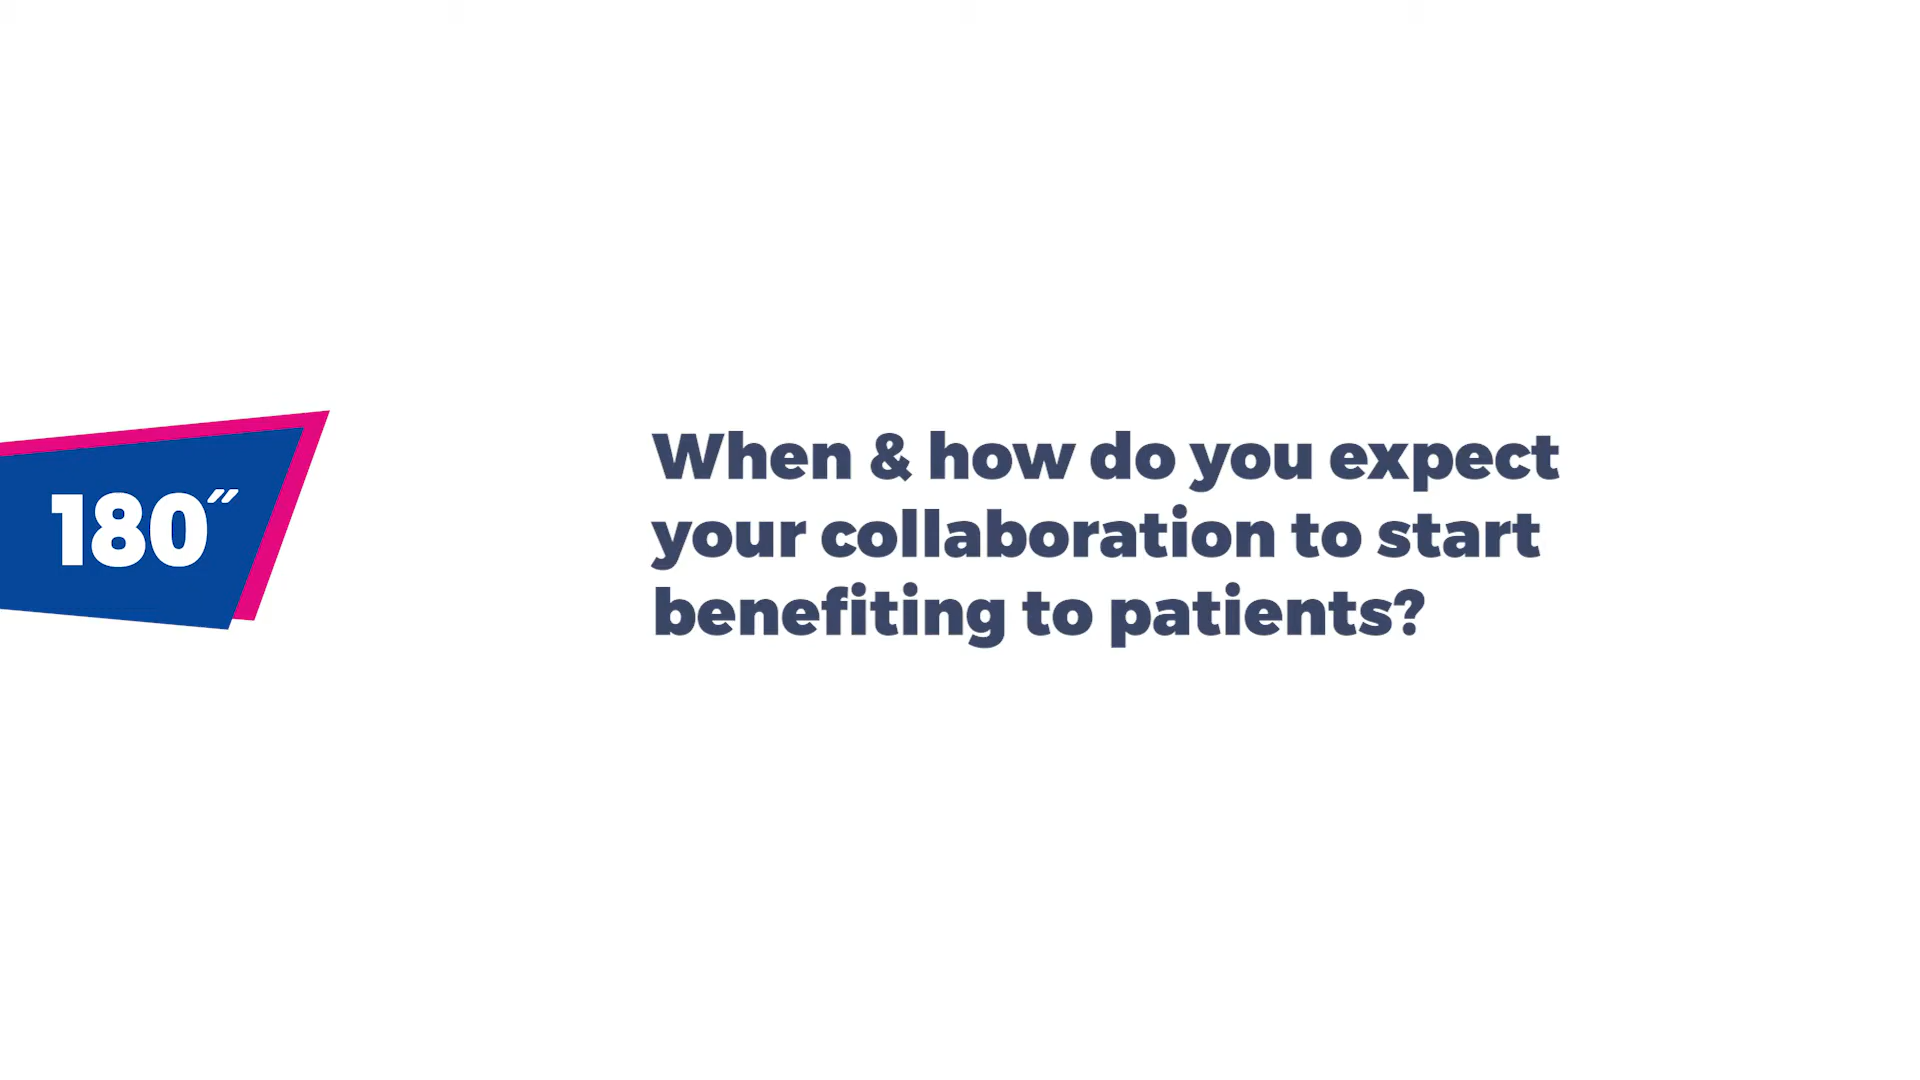 180″
When & how do you expect
your collaboration to start
benefiting to patients?